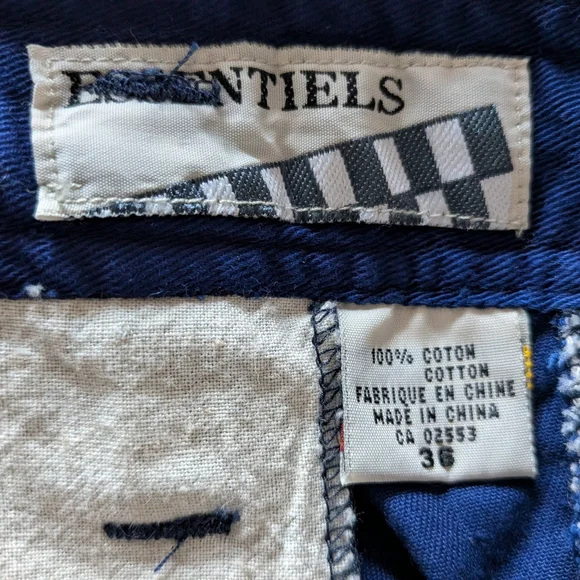 ESSENTIELS
100% COTON
COTTON
FABRIQUE EN CHINE
MADE IN CHINA
CA 02553
36